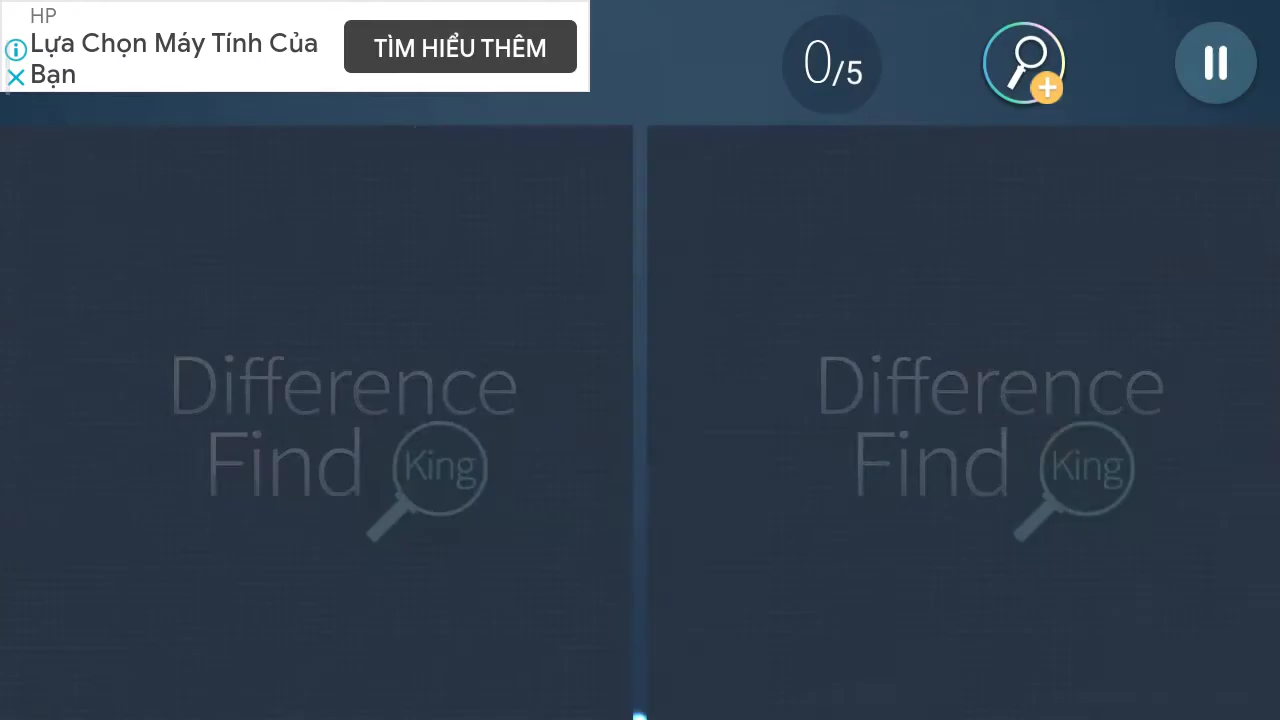 HP
Lựa Chọn Máy Tính Của
Bạn
TÌM HIỂU THÊM
0/5
Difference
Find King
Difference
Find King